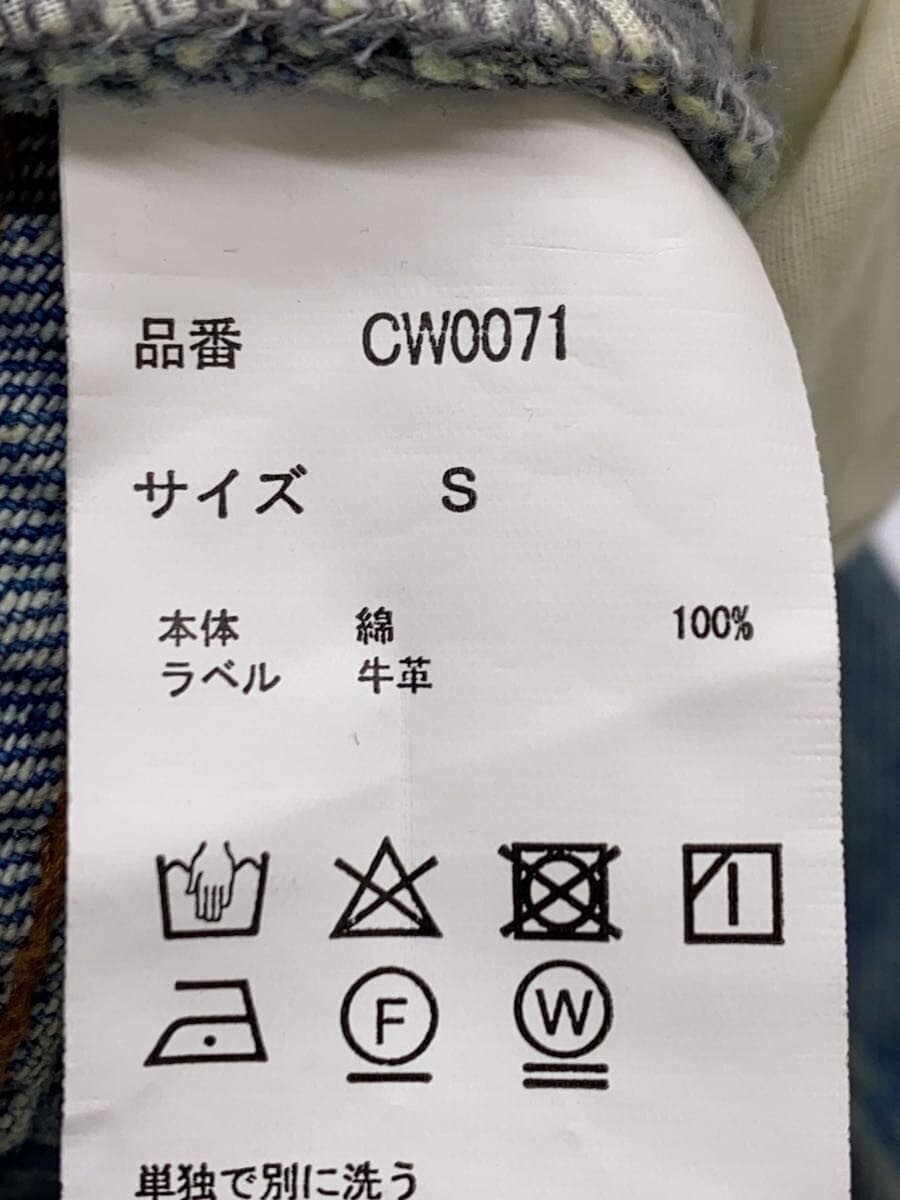 品番 CW0071
サイズ S
本体 綿 100%
ラベル 牛革
F W
単独で別に洗う